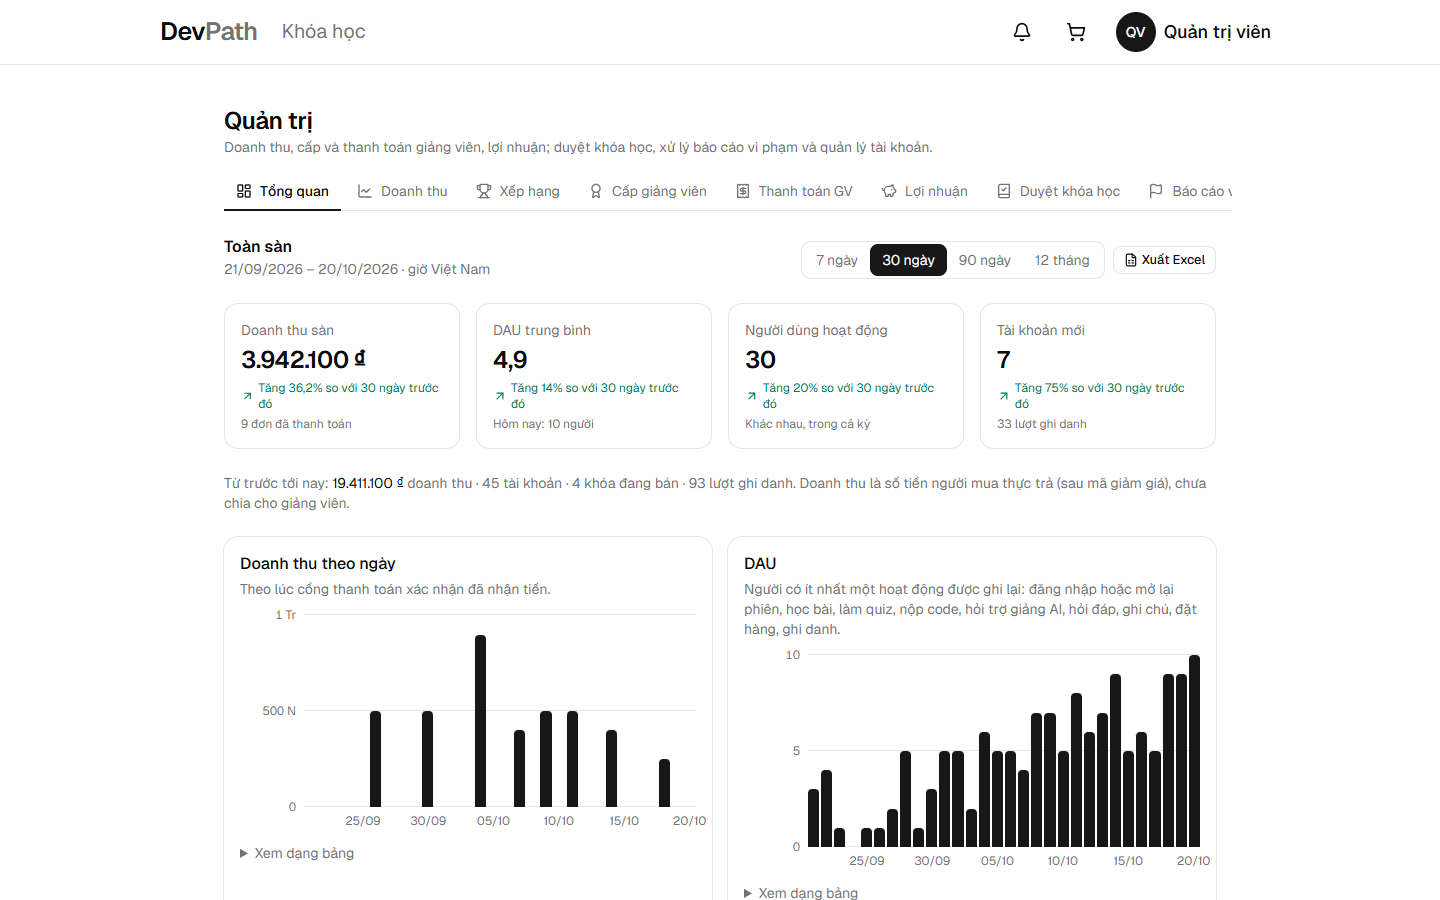 DevPath Khóa học QV Quản trị viên
Quản trị
Doanh thu, cấp và thanh toán giảng viên, lợi nhuận; duyệt khóa học, xử lý báo cáo vi phạm và quản lý tài khoản.
Tổng quan Doanh thu Xếp hạng Cấp giảng viên Thanh toán GV Lợi nhuận Duyệt khóa học Báo cáo v
Toàn sàn
21/09/2026 – 20/10/2026 · giờ Việt Nam
7 ngày 30 ngày 90 ngày 12 tháng Xuất Excel
Doanh thu sàn
3.942.100 ₫
Tăng 36,2% so với 30 ngày trước
đó
9 đơn đã thanh toán
DAU trung bình
4,9
Tăng 14% so với 30 ngày trước
đó
Hôm nay: 10 người
Người dùng hoạt động
30
Tăng 20% so với 30 ngày trước
đó
Khác nhau, trong cả kỳ
Tài khoản mới
7
Tăng 75% so với 30 ngày trước
đó
33 lượt ghi danh
Từ trước tới nay: 19.411.100 ₫ doanh thu · 45 tài khoản · 4 khóa đang bán · 93 lượt ghi danh. Doanh thu là số tiền người mua thực trả (sau mã giảm giá), chưa
chia cho giảng viên.
Doanh thu theo ngày
Theo lúc cổng thanh toán xác nhận đã nhận tiền.
1 Tr
500 N
0
25/09 30/09 05/10 10/10 15/10 20/10
Xem dạng bảng
DAU
Người có ít nhất một hoạt động được ghi lại: đăng nhập hoặc mở lại
phiên, học bài, làm quiz, nộp code, hỏi trợ giảng AI, hỏi đáp, ghi chú, đặt
hàng, ghi danh.
10
5
0
25/09 30/09 05/10 10/10 15/10 20/10
Xem dạng bảng